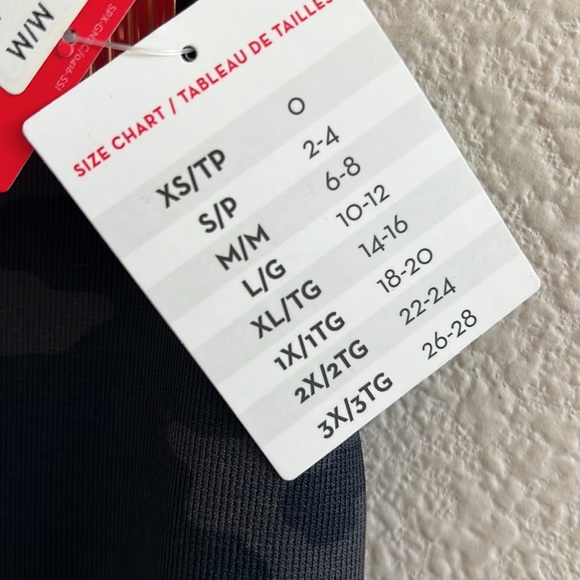 M/M
SIZE CHART / TABLEAU DE TAILLES
XS/TP 0
S/P 2-4
M/M 6-8
L/G 10-12
XL/TG 14-16
1X/1TG 18-20
2X/2TG 22-24
3X/3TG 26-28